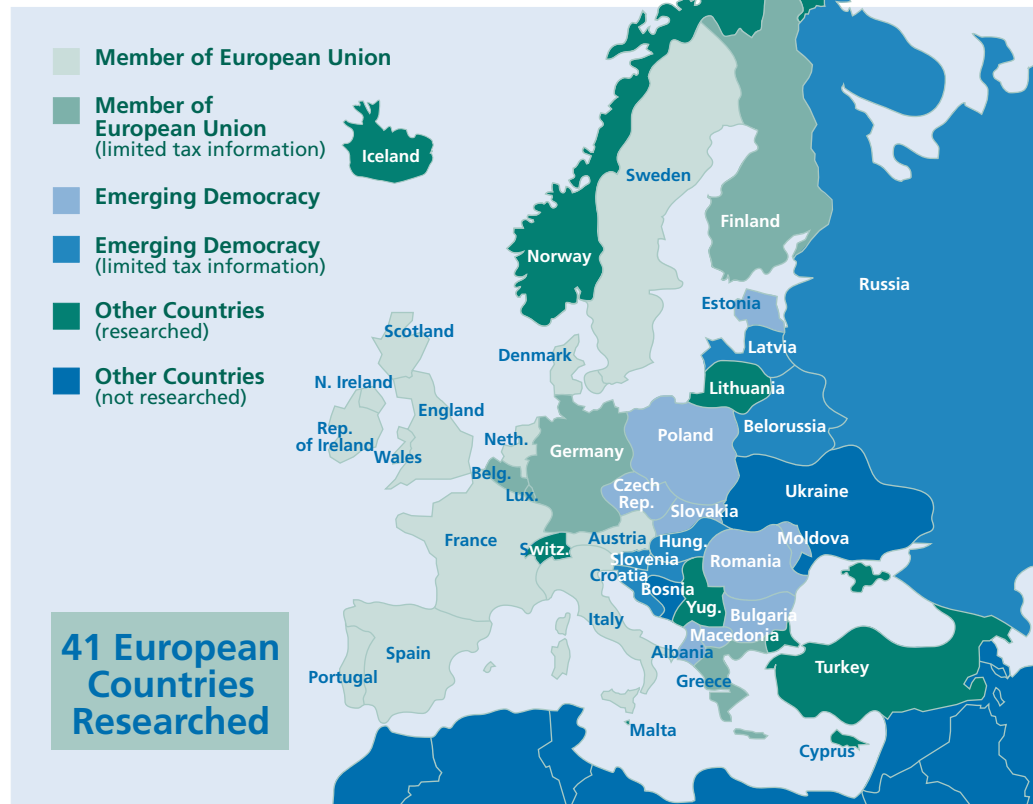 Member of European Union
Member of
European Union
(limited tax information)
Emerging Democracy
Emerging Democracy
(limited tax information)
Other Countries
(researched)
Other Countries
(not researched)
41 European
Countries
Researched
Iceland
Sweden
Finland
Norway
Russia
Estonia
Scotland
Denmark
Latvia
N. Ireland
Lithuania
England
Rep.
of Ireland
Wales
Neth.
Germany
Poland
Belorussia
Belg.
Lux.
Czech
Rep.
Ukraine
Slovakia
France
Switz.
Austria
Hung.
Moldova
Slovenia
Romania
Croatia
Bosnia
Yug.
Italy
Bulgaria
Macedonia
Albania
Spain
Portugal
Greece
Turkey
Malta
Cyprus